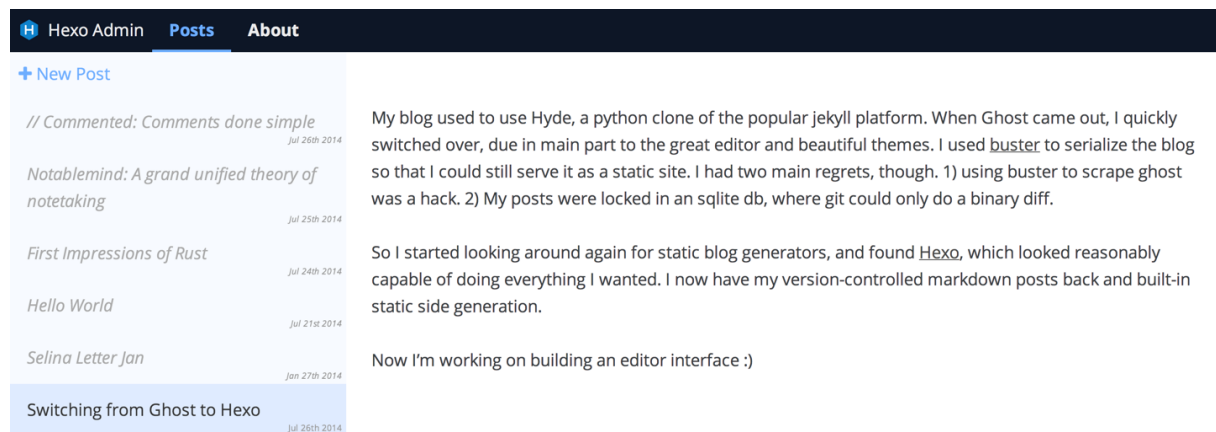 H Hexo Admin Posts About
+ New Post
// Commented: Comments done simple
Jul 26th 2014
Notablemind: A grand unified theory of
notetaking
Jul 25th 2014
First Impressions of Rust
Jul 24th 2014
Hello World
Jul 21st 2014
Selina Letter Jan
Jan 27th 2014
Switching from Ghost to Hexo
Jul 26th 2014
My blog used to use Hyde, a python clone of the popular jekyll platform. When Ghost came out, I quickly
switched over, due in main part to the great editor and beautiful themes. I used buster to serialize the blog
so that I could still serve it as a static site. I had two main regrets, though. 1) using buster to scrape ghost
was a hack. 2) My posts were locked in an sqlite db, where git could only do a binary diff.
So I started looking around again for static blog generators, and found Hexo, which looked reasonably
capable of doing everything I wanted. I now have my version-controlled markdown posts back and built-in
static side generation.
Now I’m working on building an editor interface :)